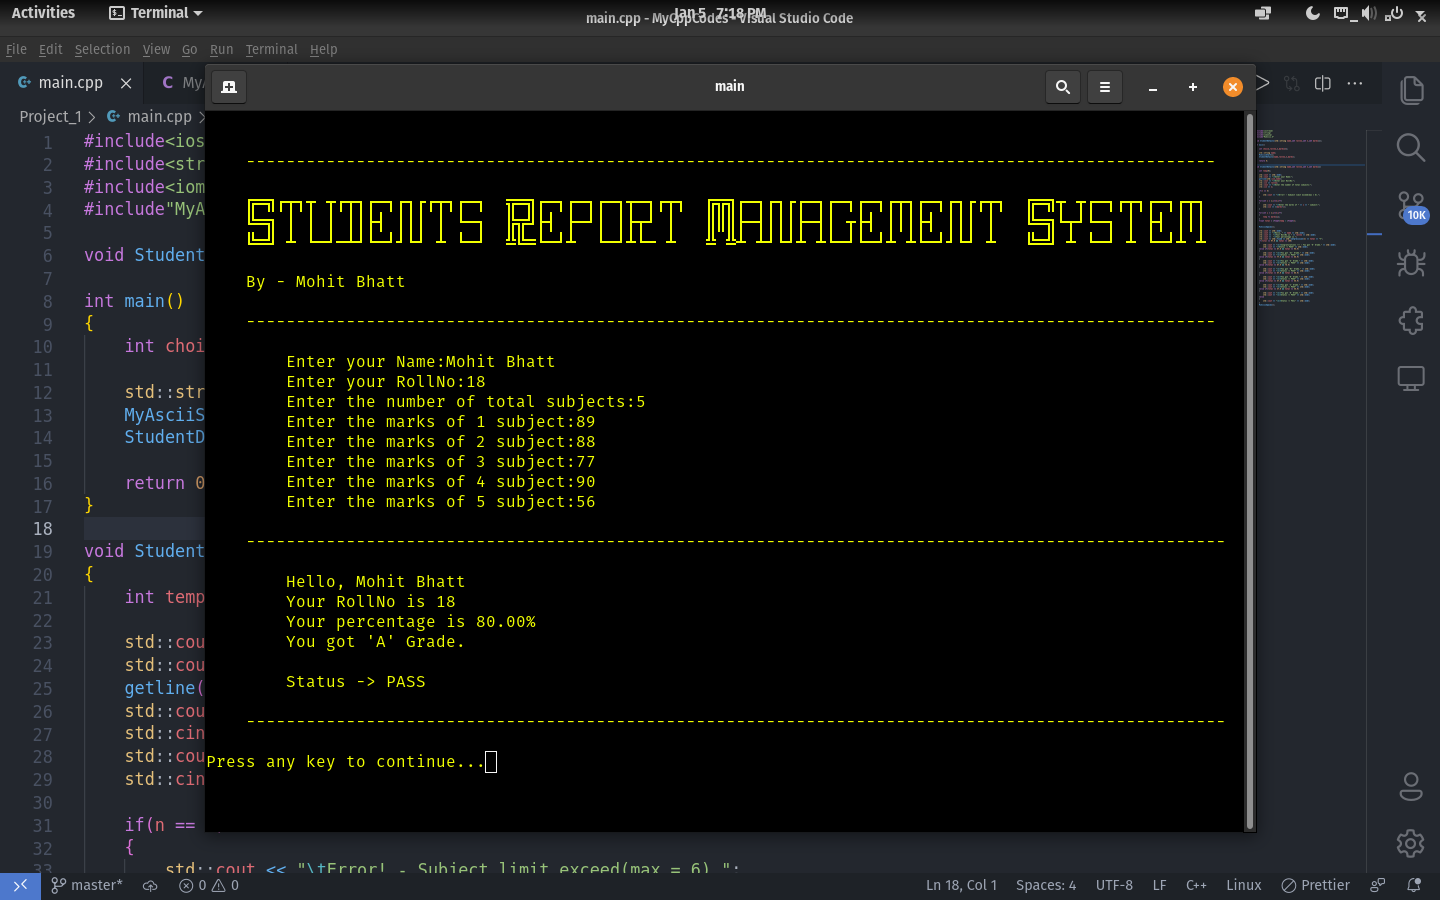 Activities
Terminal
Jan 5 7:18 PM
main.cpp - MyCppCodes - Visual Studio Code
File Edit Selection View Go Run Terminal Help
main.cpp
MyA
main
Project_1 > main.cpp >
1 #include<ios
2 #include<str
3 #include<iom
4 #include"MyA
5
6 void Student
7
8 int main()
9 {
10 int choi
11
12 std::str
13 MyAsciiS
14 StudentD
15
16 return 0
17 }
18
19 void Student
20 {
21 int temp
22
23 std::cou
24 std::cou
25 getline(
26 std::cou
27 std::cin
28 std::cou
29 std::cin
30
31 if(n ==
32 {
33 std::cout << "\tError! - Subject limit exceed(max = 6) ";
--------------------------------------------------------------------------------
STUDENTS REPORT MANAGEMENT SYSTEM
By - Mohit Bhatt
--------------------------------------------------------------------------------
Enter your Name:Mohit Bhatt
Enter your RollNo:18
Enter the number of total subjects:5
Enter the marks of 1 subject:89
Enter the marks of 2 subject:88
Enter the marks of 3 subject:77
Enter the marks of 4 subject:90
Enter the marks of 5 subject:56
--------------------------------------------------------------------------------
Hello, Mohit Bhatt
Your RollNo is 18
Your percentage is 80.00%
You got 'A' Grade.
Status -> PASS
--------------------------------------------------------------------------------
Press any key to continue...
10K
master* 0 0
Ln 18, Col 1 Spaces: 4 UTF-8 LF C++ Linux Prettier